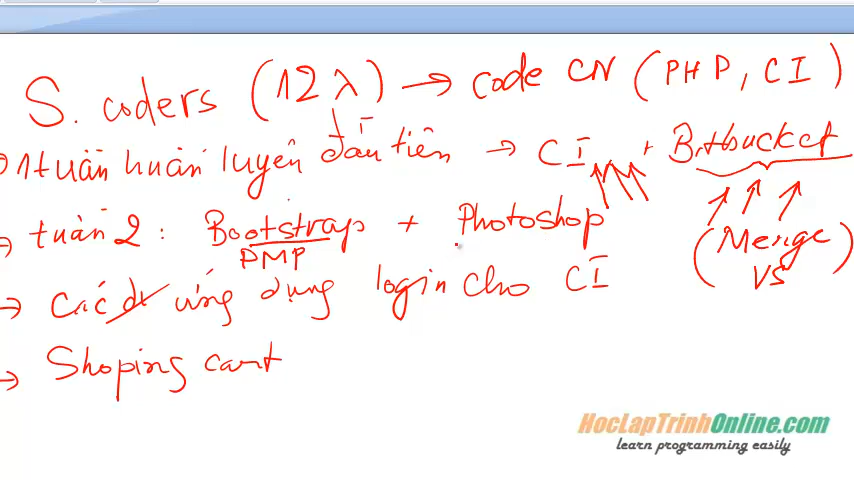 S. coders (12 λ) → code CN (PHP, CI)
→ 1 tuần huấn luyện đầu tiên → CI + Bitbucket
→ tuần 2 : Bootstrap + Photoshop
PMP
(Merge
VS)
→ Các ứng dụng login cho CI
→ Shoping cart
HocLapTrinhOnline.com
learn programming easily